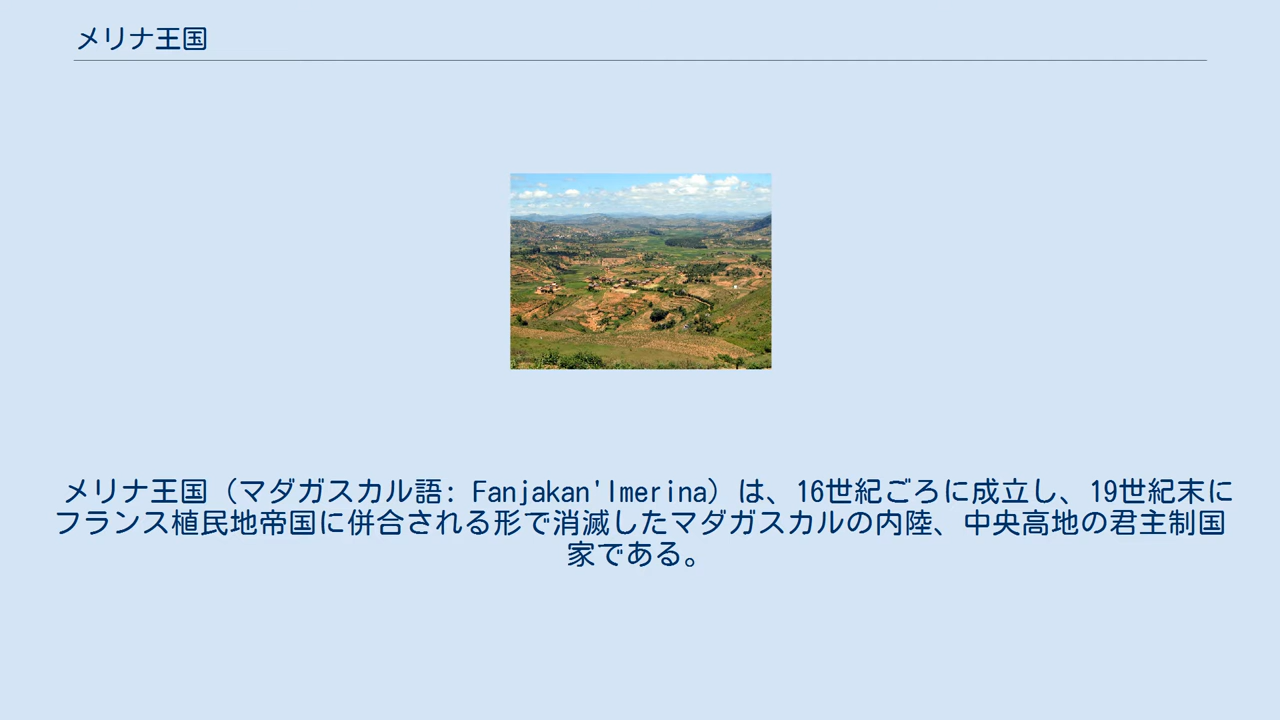 メリナ王国
メリナ王国（マダガスカル語: Fanjakan'Imerina）は、16世紀ごろに成立し、19世紀末に
フランス植民地帝国に併合される形で消滅したマダガスカルの内陸、中央高地の君主制国
家である。